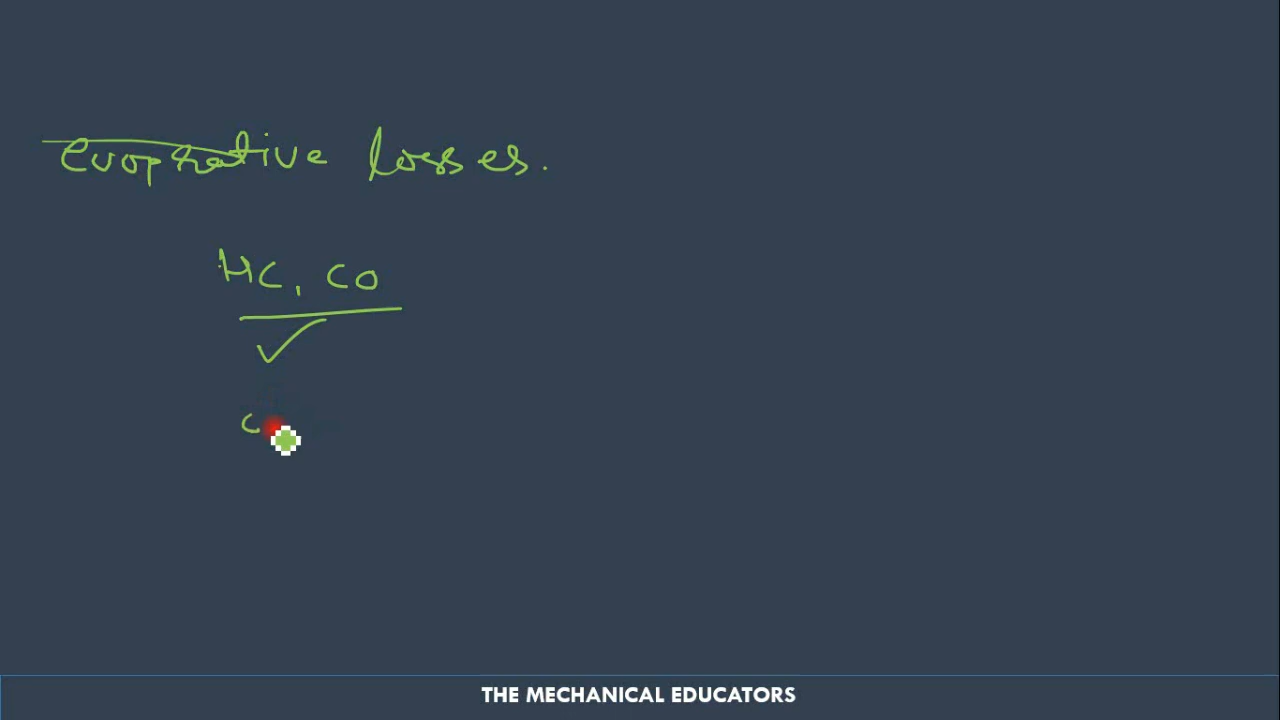 evoprative losses.
HC, CO
C
THE MECHANICAL EDUCATORS